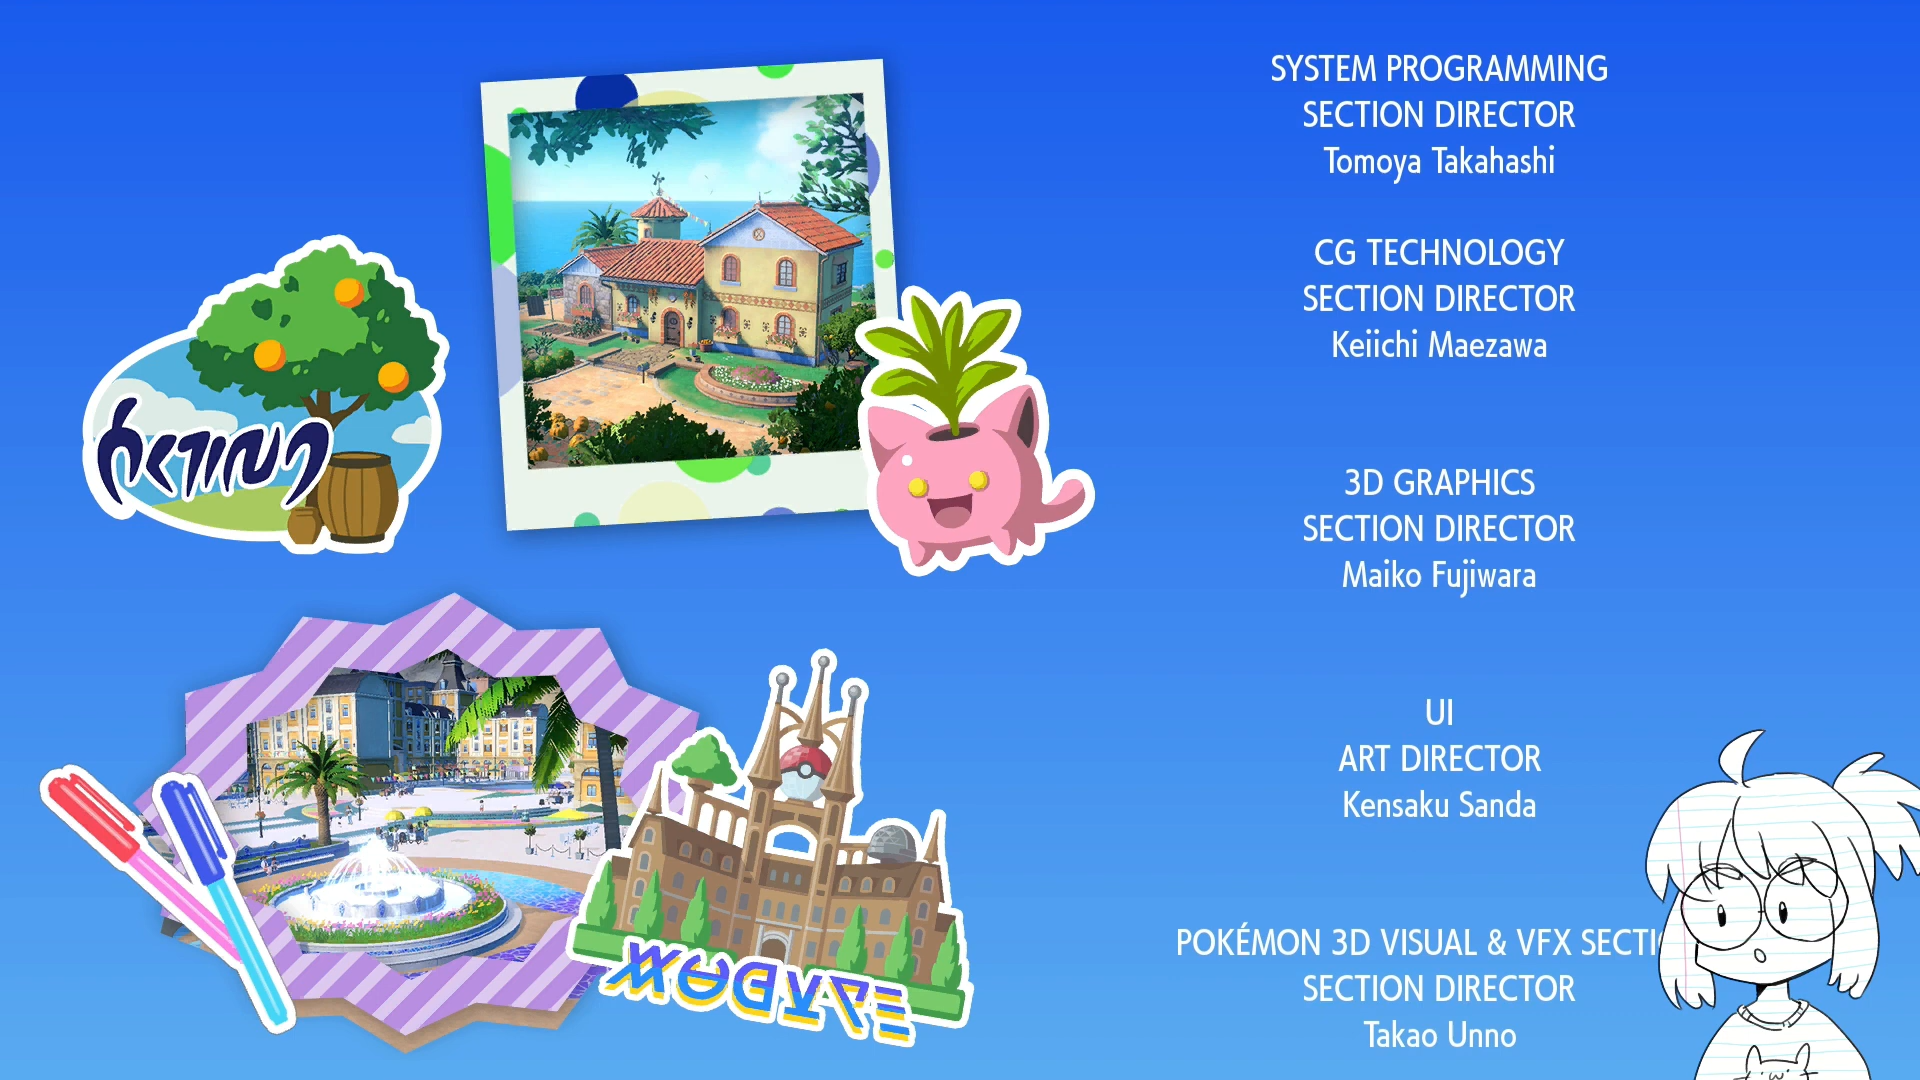 SYSTEM PROGRAMMING
SECTION DIRECTOR
Tomoya Takahashi
CG TECHNOLOGY
SECTION DIRECTOR
Keiichi Maezawa
3D GRAPHICS
SECTION DIRECTOR
Maiko Fujiwara
UI
ART DIRECTOR
Kensaku Sanda
POKÉMON 3D VISUAL & VFX
SECTION DIRECTOR
Takao Unno